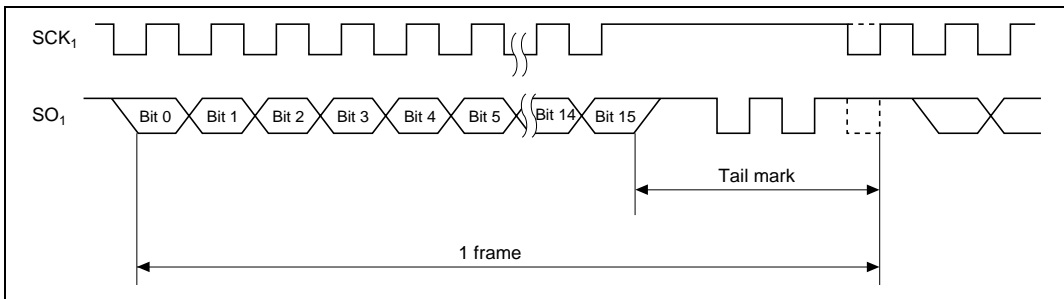 SCK₁
SO₁
Bit 0 Bit 1 Bit 2 Bit 3 Bit 4 Bit 5 Bit 14 Bit 15
Tail mark
1 frame